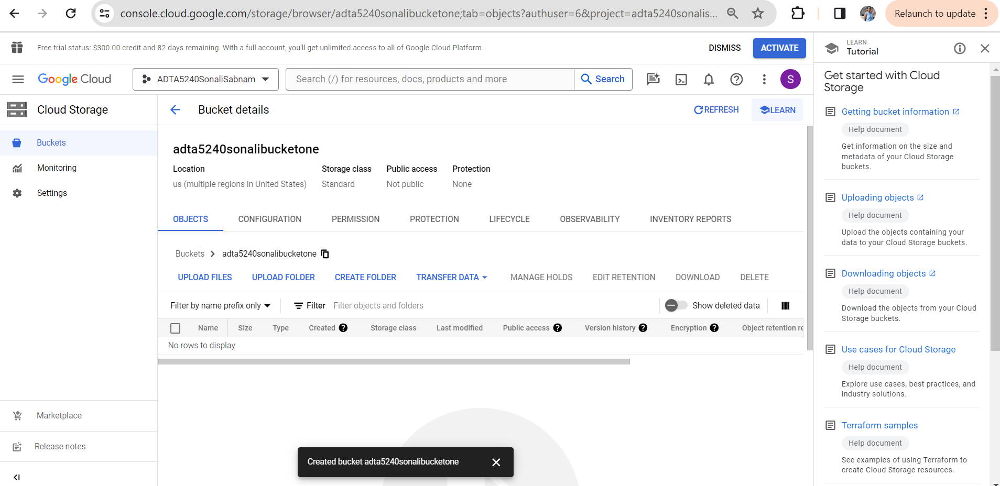 console.cloud.google.com/storage/browser/adta5240sonalibucketone;tab=objects?authuser=6&project=adta5240sonalis...
Relaunch to update
Free trial status: $300.00 credit and 82 days remaining. With a full account, you'll get unlimited access to all of Google Cloud Platform.
DISMISS
ACTIVATE
Google Cloud
ADTA5240SonaliSabnam
Search (/) for resources, docs, products and more
Search
S
Cloud Storage
Buckets
Monitoring
Settings
Marketplace
Release notes
Bucket details
REFRESH
LEARN
adta5240sonalibucketone
Location Storage class Public access Protection
us (multiple regions in United States) Standard Not public None
OBJECTS CONFIGURATION PERMISSION PROTECTION LIFECYCLE OBSERVABILITY INVENTORY REPORTS
Buckets adta5240sonalibucketone
UPLOAD FILES UPLOAD FOLDER CREATE FOLDER TRANSFER DATA MANAGE HOLDS EDIT RETENTION DOWNLOAD DELETE
Filter by name prefix only Filter Filter objects and folders Show deleted data
Name Size Type Created Storage class Last modified Public access Version history Encryption Object retention re
No rows to display
Created bucket adta5240sonalibucketone
LEARN
Tutorial
Get started with Cloud
Storage
Getting bucket information
Help document
Get information on the size and
metadata of your Cloud Storage
buckets.
Uploading objects
Help document
Upload the objects containing your
data to your Cloud Storage buckets.
Downloading objects
Help document
Download the objects from your Cloud
Storage buckets.
Use cases for Cloud Storage
Help document
Explore use cases, best practices, and
industry solutions.
Terraform samples
Help document
See examples of using Terraform to
create Cloud Storage resources.